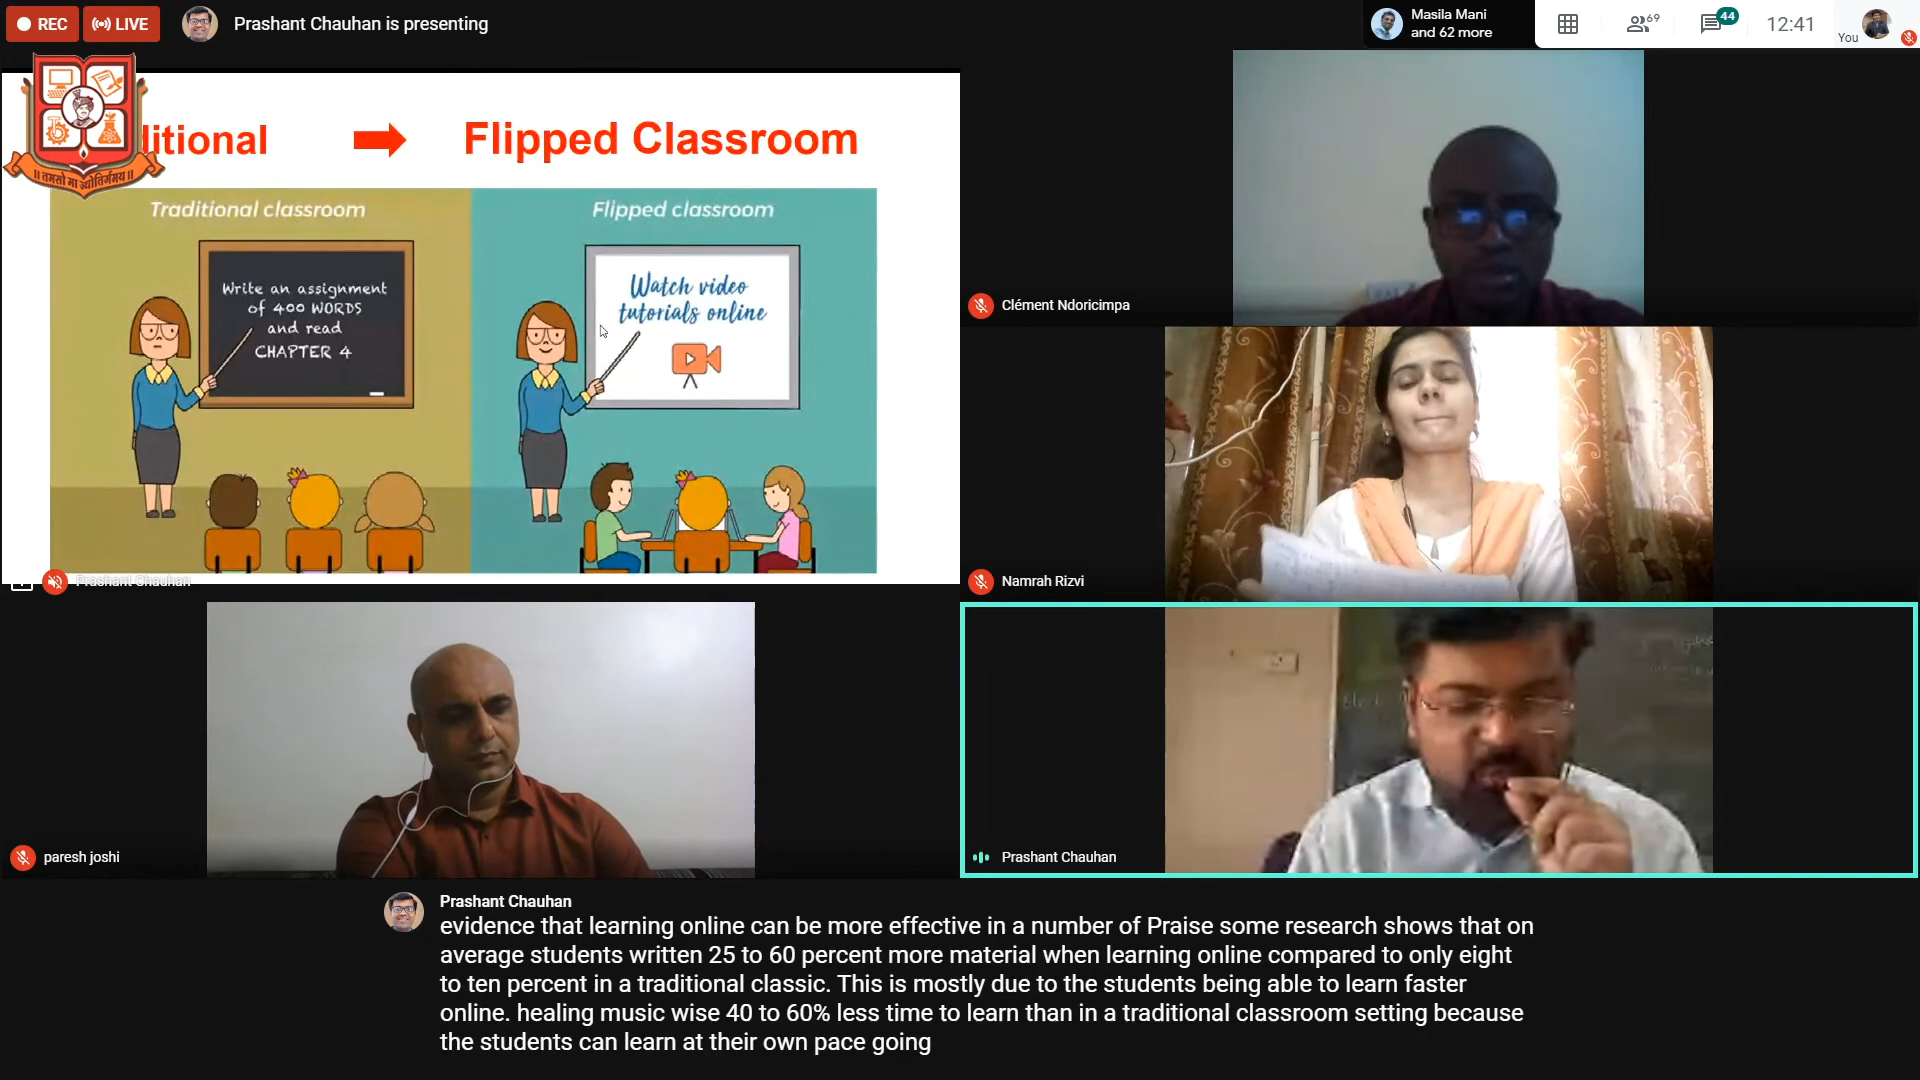 REC
LIVE
Prashant Chauhan is presenting
Masila Mani
and 62 more
69
44
12:41
You
ditional
Flipped Classroom
॥ तमसो मा ज्योतिर्गमय ॥
Traditional classroom
Write an assignment
of 400 WORDS
and read
CHAPTER 4
Flipped classroom
Watch video
tutorials online
Clément Ndoricimpa
Namrah Rizvi
Prashant Chauhan
paresh joshi
Prashant Chauhan
Prashant Chauhan
evidence that learning online can be more effective in a number of Praise some research shows that on
average students written 25 to 60 percent more material when learning online compared to only eight
to ten percent in a traditional classic. This is mostly due to the students being able to learn faster
online. healing music wise 40 to 60% less time to learn than in a traditional classroom setting because
the students can learn at their own pace going